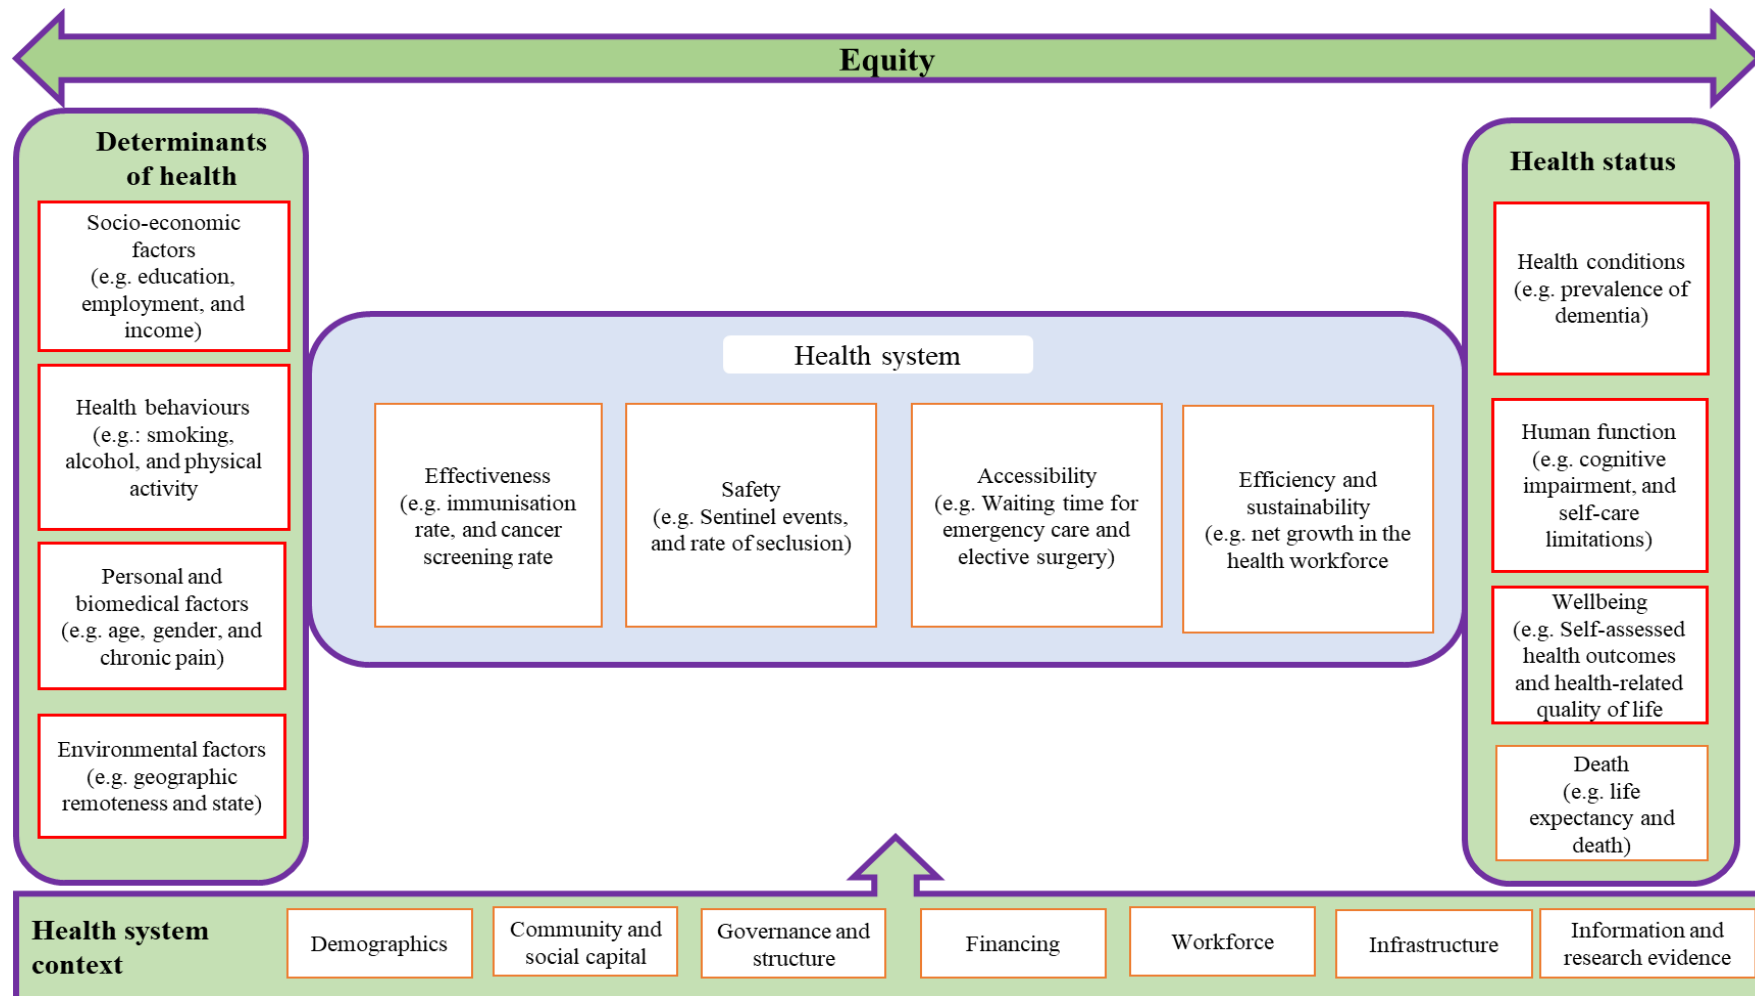 Equity
Determinants
of health
Socio-economic
factors
(e.g. education,
employment, and
income)
Health behaviours
(e.g.: smoking,
alcohol, and physical
activity
Personal and
biomedical factors
(e.g. age, gender, and
chronic pain)
Environmental factors
(e.g. geographic
remoteness and state)
Health system
Effectiveness
(e.g. immunisation
rate, and cancer
screening rate
Safety
(e.g. Sentinel events,
and rate of seclusion)
Accessibility
(e.g. Waiting time for
emergency care and
elective surgery)
Efficiency and
sustainability
(e.g. net growth in the
health workforce
Health status
Health conditions
(e.g. prevalence of
dementia)
Human function
(e.g. cognitive
impairment, and
self-care
limitations)
Wellbeing
(e.g. Self-assessed
health outcomes
and health-related
quality of life
Death
(e.g. life
expectancy and
death)
Health system
context
Demographics
Community and
social capital
Governance and
structure
Financing
Workforce
Infrastructure
Information and
research evidence